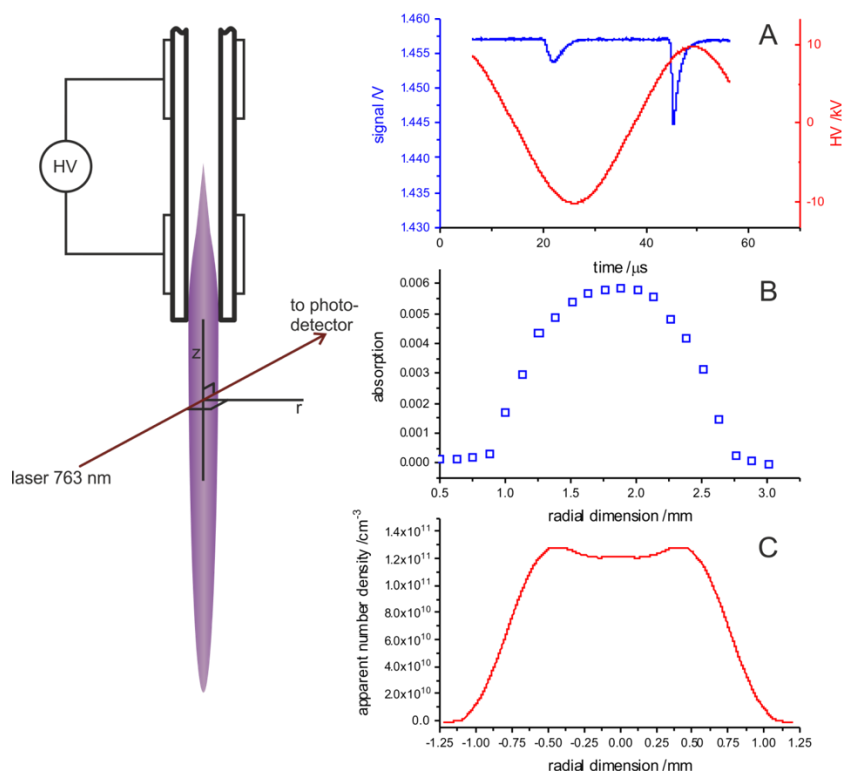 HV
z
r
to photo-
detector
laser 763 nm
A
signal /V
1.460
1.455
1.450
1.445
1.440
1.435
1.430
HV /kV
10
0
-10
0
20
40
60
time /μs
B
absorption
0.006
0.005
0.004
0.003
0.002
0.001
0.000
0.5
1.0
1.5
2.0
2.5
3.0
radial dimension /mm
C
apparent number density /cm-3
1.4x10¹¹
1.2x10¹¹
1.0x10¹¹
8.0x10¹⁰
6.0x10¹⁰
4.0x10¹⁰
2.0x10¹⁰
0.0
-1.25
-1.00
-0.75
-0.50
-0.25
0.00
0.25
0.50
0.75
1.00
1.25
radial dimension /mm